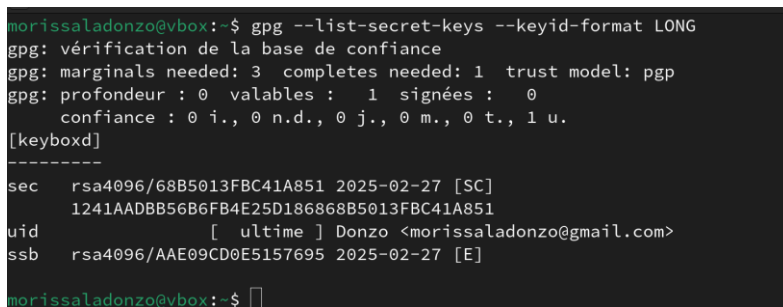 morissaladonzo@vbox:~$ gpg --list-secret-keys --keyid-format LONG
gpg: vérification de la base de confiance
gpg: marginals needed: 3  completes needed: 1  trust model: pgp
gpg: profondeur : 0  valables :   1  signées :   0
     confiance : 0 i., 0 n.d., 0 j., 0 m., 0 t., 1 u.
[keyboxd]
---------
sec   rsa4096/68B5013FBC41A851 2025-02-27 [SC]
      1241AADBB56B6FB4E25D186868B5013FBC41A851
uid                [  ultime ] Donzo <morissaladonzo@gmail.com>
ssb   rsa4096/AAE09CD0E5157695 2025-02-27 [E]
morissaladonzo@vbox:~$